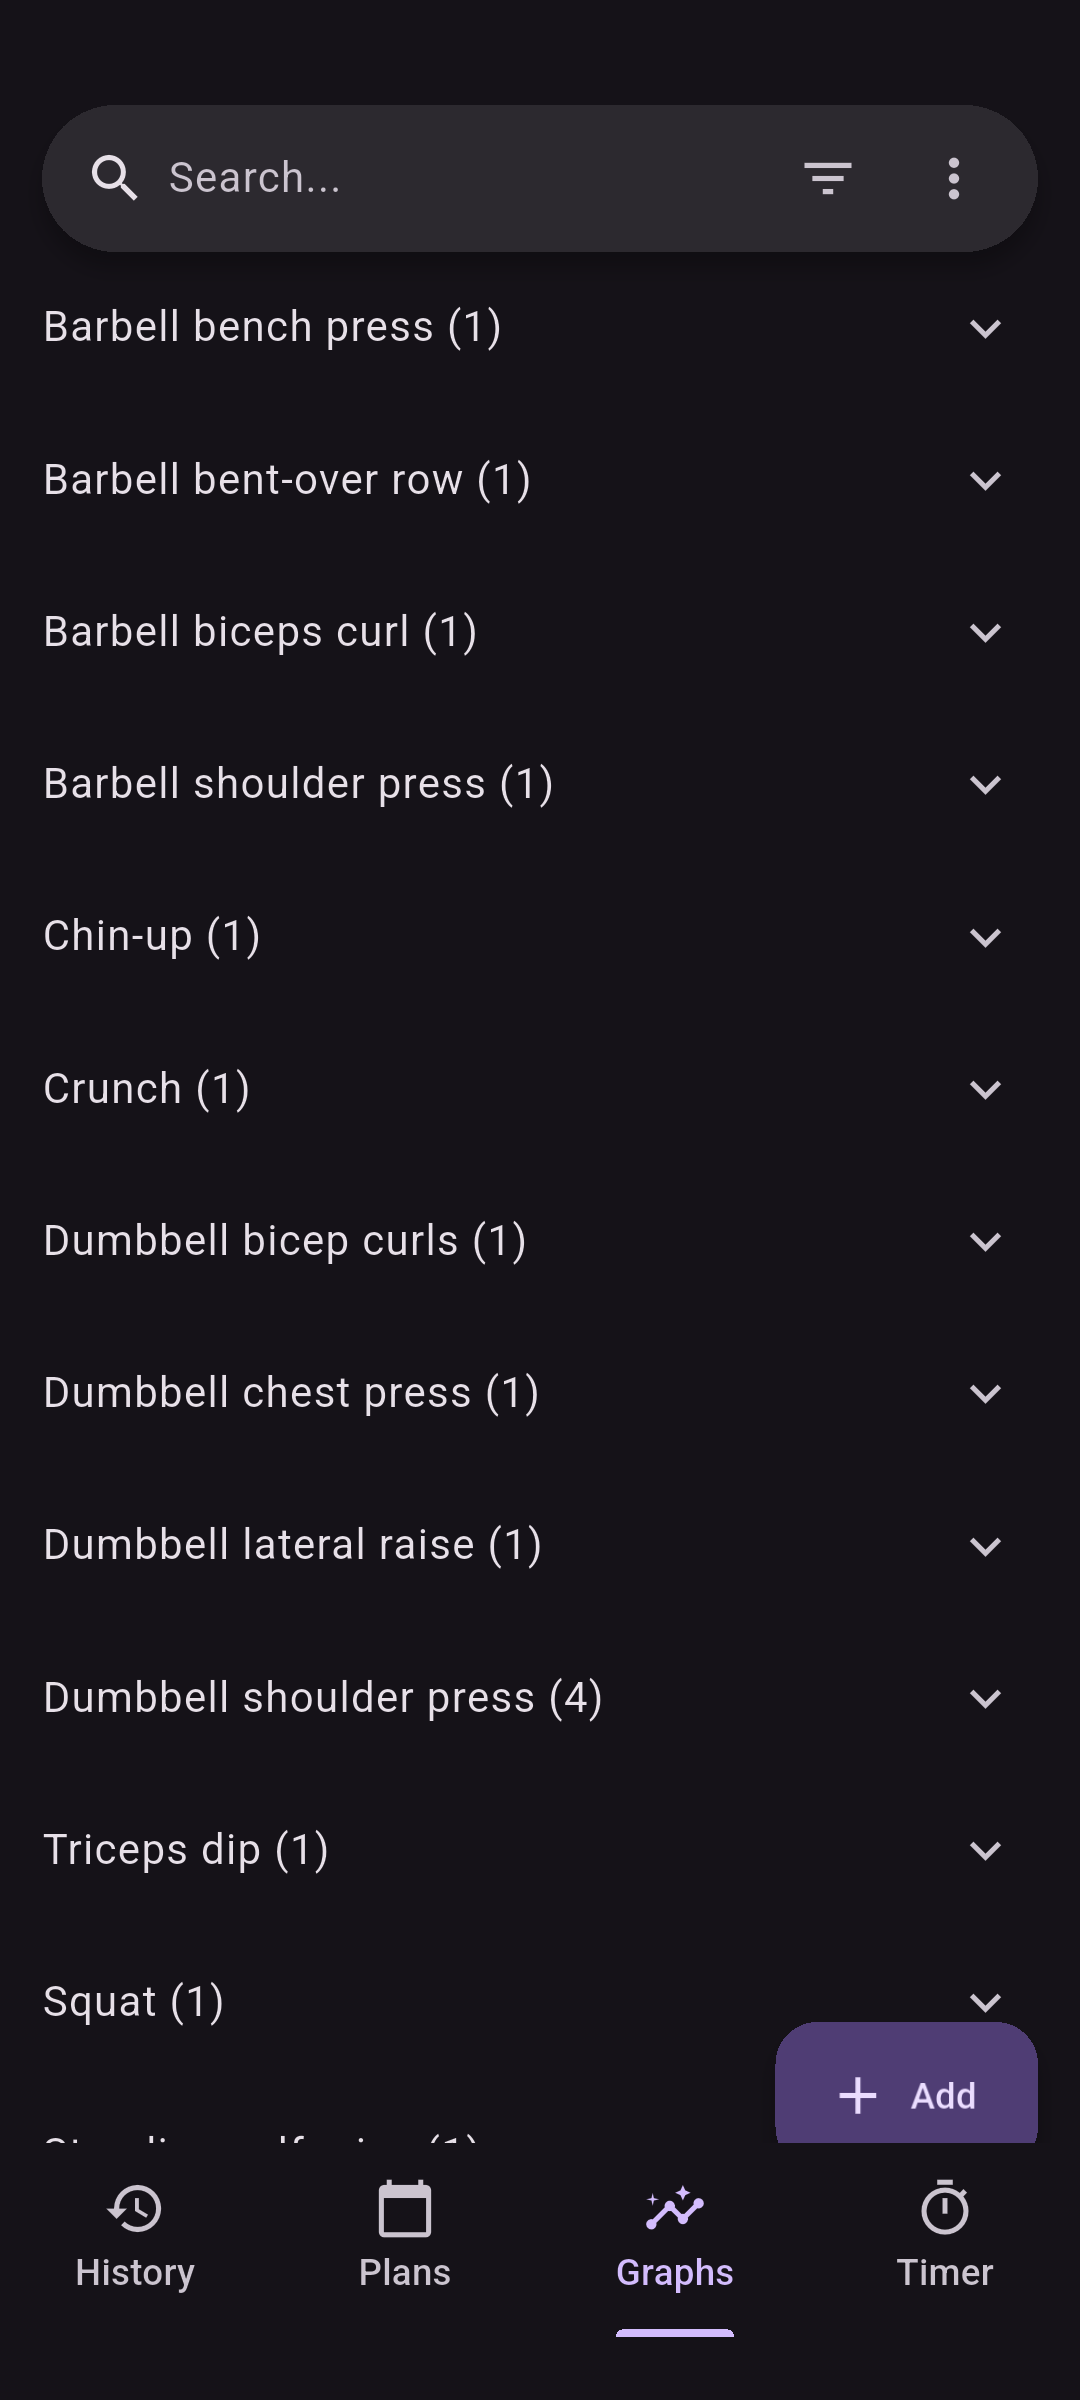 Search...
Barbell bench press (1)
Barbell bent-over row (1)
Barbell biceps curl (1)
Barbell shoulder press (1)
Chin-up (1)
Crunch (1)
Dumbbell bicep curls (1)
Dumbbell chest press (1)
Dumbbell lateral raise (1)
Dumbbell shoulder press (4)
Triceps dip (1)
Squat (1)
Add
History
Plans
Graphs
Timer